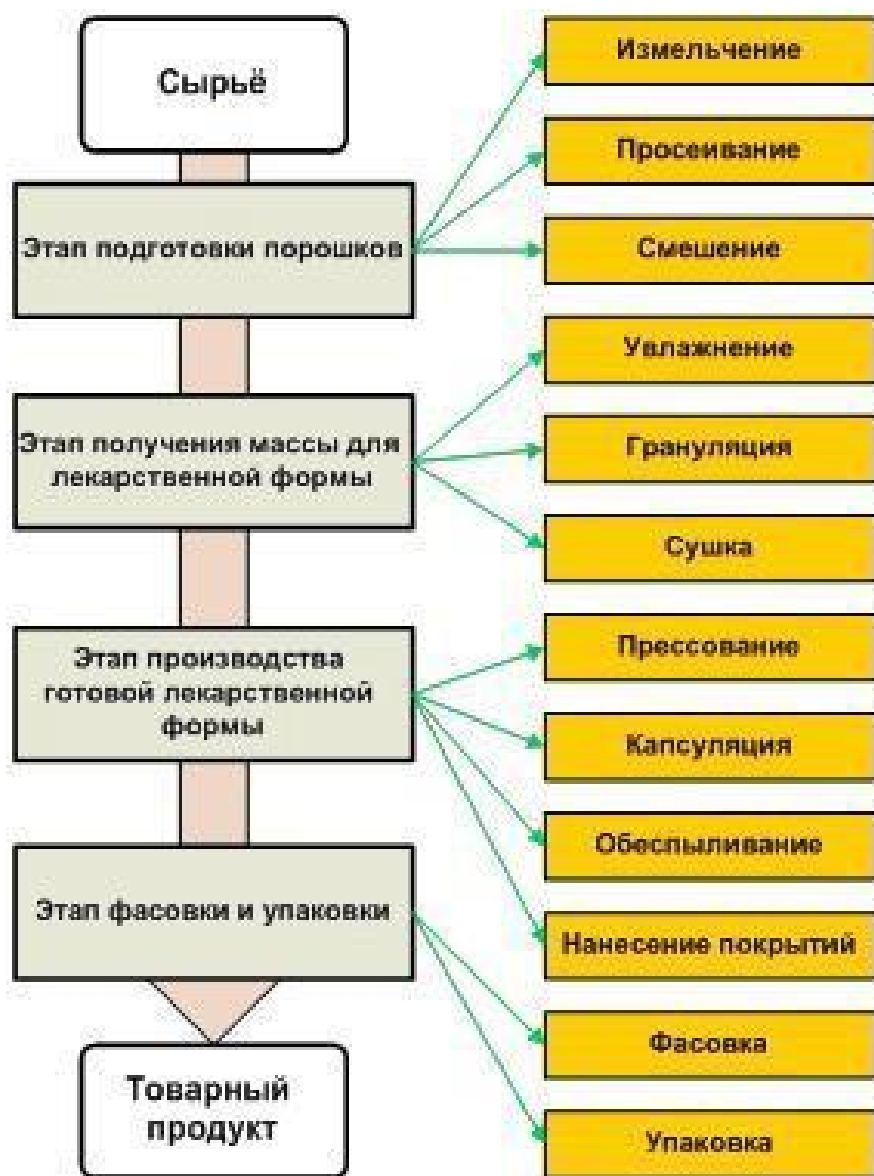 Сырьё
Этап подготовки порошков
Измельчение
Просеивание
Смешение
Этап получения массы для
лекарственной формы
Увлажнение
Грануляция
Сушка
Этап производства
готовой лекарственной
формы
Прессование
Капсуляция
Обеспыливание
Нанесение покрытий
Этап фасовки и упаковки
Фасовка
Упаковка
Товарный
продукт